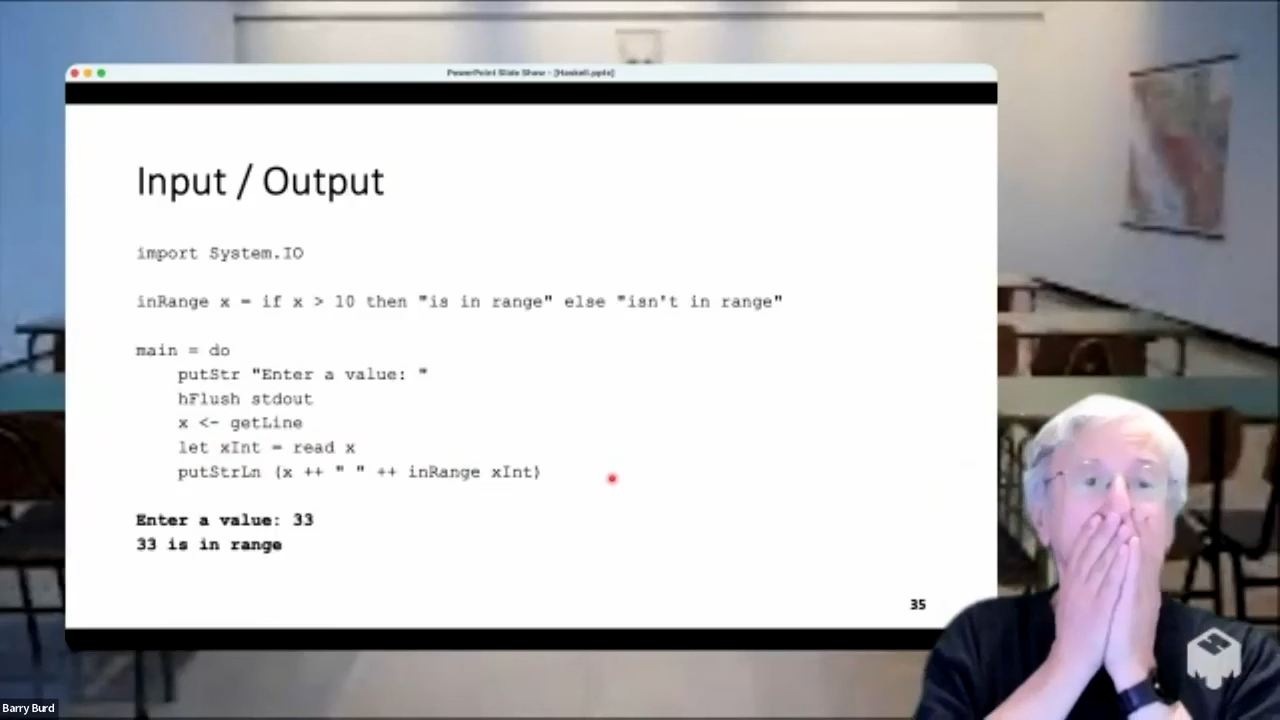 PowerPoint Slide Show - [Haskell.pptx]
Input / Output
import System.IO
inRange x = if x > 10 then "is in range" else "isn't in range"
main = do
putStr "Enter a value: "
hFlush stdout
x <- getLine
let xInt = read x
putStrLn (x ++ " " ++ inRange xInt)
Enter a value: 33
33 is in range
35
Barry Burd